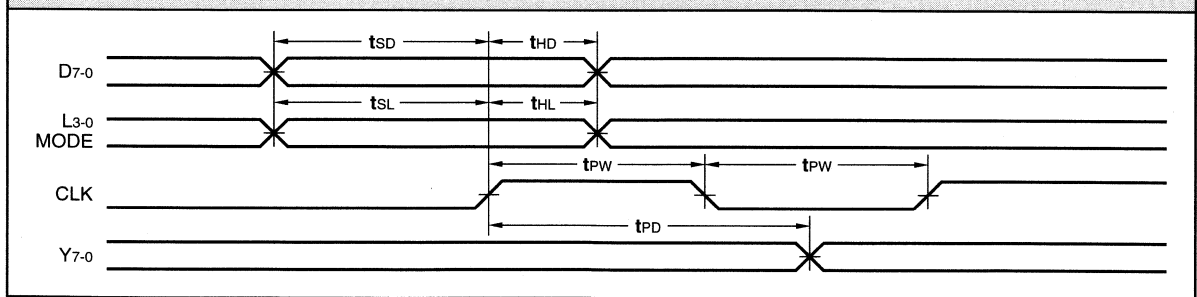 tSD tHD
D7-0
tSL tHL
L3-0
MODE
tPW tPW
CLK
tPD
Y7-0